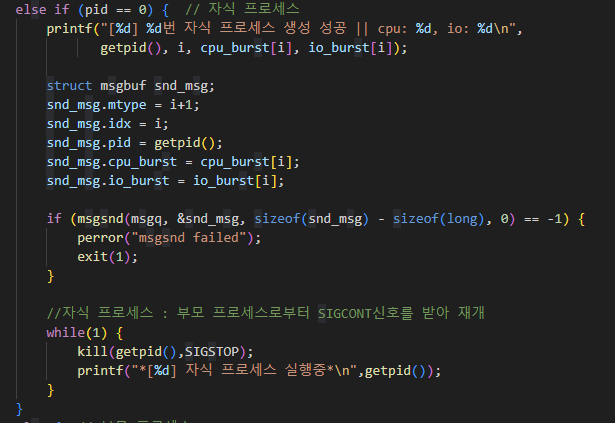 else if (pid == 0) {  // 자식 프로세스
printf("[%d] %d번 자식 프로세스 생성 성공 || cpu: %d, io: %d\n",
getpid(), i, cpu_burst[i], io_burst[i]);
struct msgbuf snd_msg;
snd_msg.mtype = i+1;
snd_msg.idx = i;
snd_msg.pid = getpid();
snd_msg.cpu_burst = cpu_burst[i];
snd_msg.io_burst = io_burst[i];
if (msgsnd(msgq, &snd_msg, sizeof(snd_msg) - sizeof(long), 0) == -1) {
perror("msgsnd failed");
exit(1);
}
//자식 프로세스 : 부모 프로세스로부터 SIGCONT신호를 받아 재개
while(1) {
kill(getpid(),SIGSTOP);
printf("*[%d] 자식 프로세스 실행중*\n",getpid());
}
}